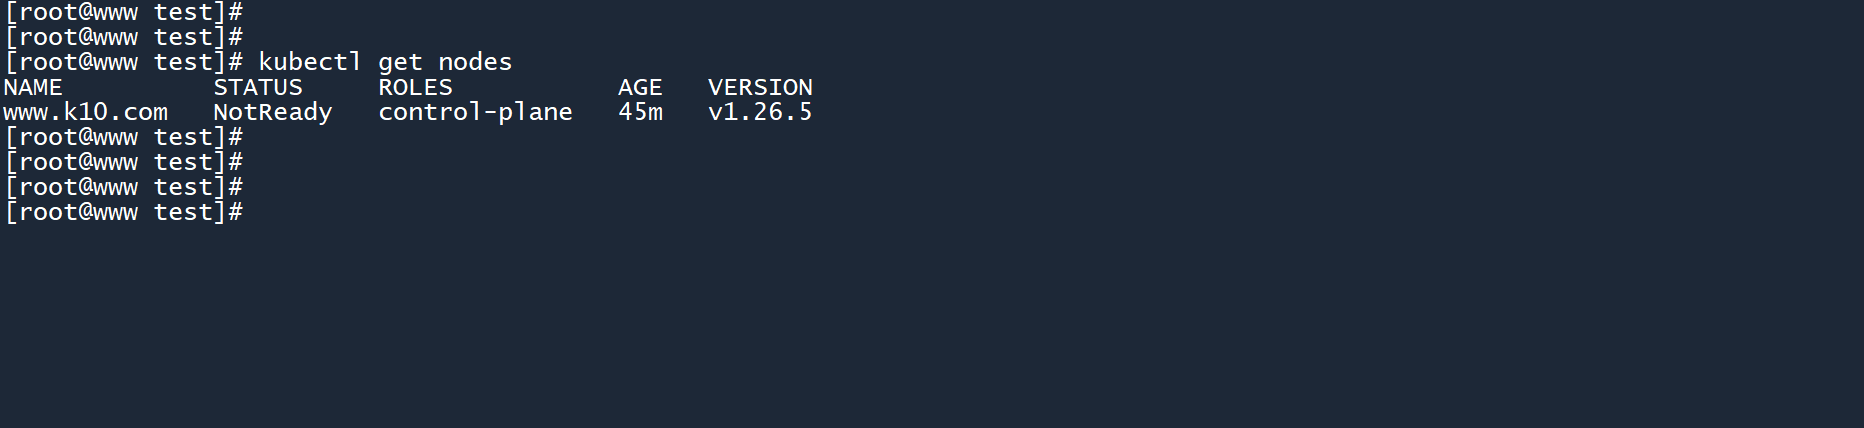 [root@www test]#
[root@www test]#
[root@www test]# kubectl get nodes
NAME          STATUS     ROLES           AGE   VERSION
www.k10.com   NotReady   control-plane   45m   v1.26.5
[root@www test]#
[root@www test]#
[root@www test]#
[root@www test]#